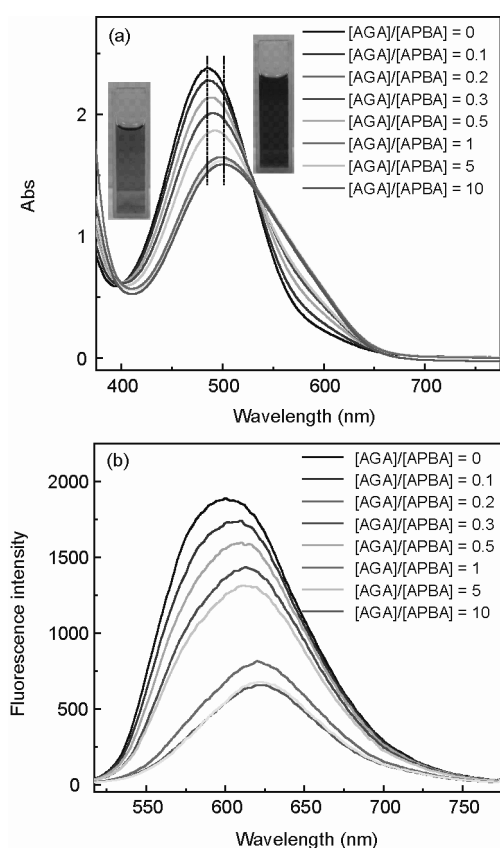 (a)
[AGA]/[APBA] = 0
[AGA]/[APBA] = 0.1
[AGA]/[APBA] = 0.2
[AGA]/[APBA] = 0.3
[AGA]/[APBA] = 0.5
[AGA]/[APBA] = 1
[AGA]/[APBA] = 5
[AGA]/[APBA] = 10
2
1
0
Abs
400
500
600
700
Wavelength (nm)
(b)
[AGA]/[APBA] = 0
[AGA]/[APBA] = 0.1
[AGA]/[APBA] = 0.2
[AGA]/[APBA] = 0.3
[AGA]/[APBA] = 0.5
[AGA]/[APBA] = 1
[AGA]/[APBA] = 5
[AGA]/[APBA] = 10
2000
1500
1000
500
0
Fluorescence intensity
550
600
650
700
750
Wavelength (nm)